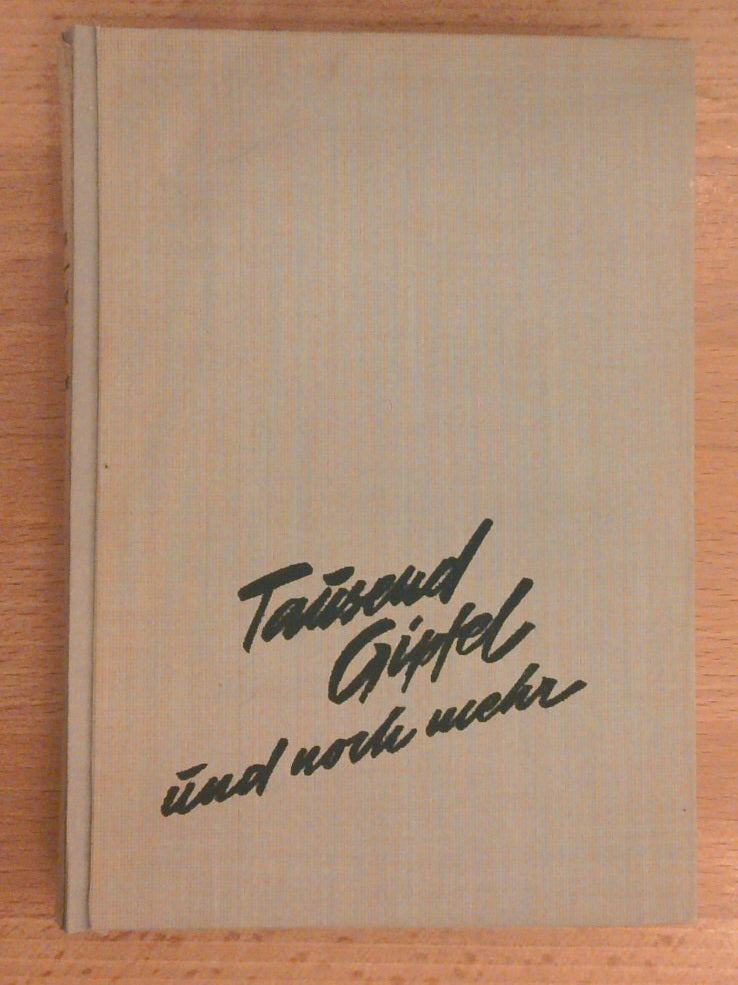 Tausend
Gipfel
und noch mehr